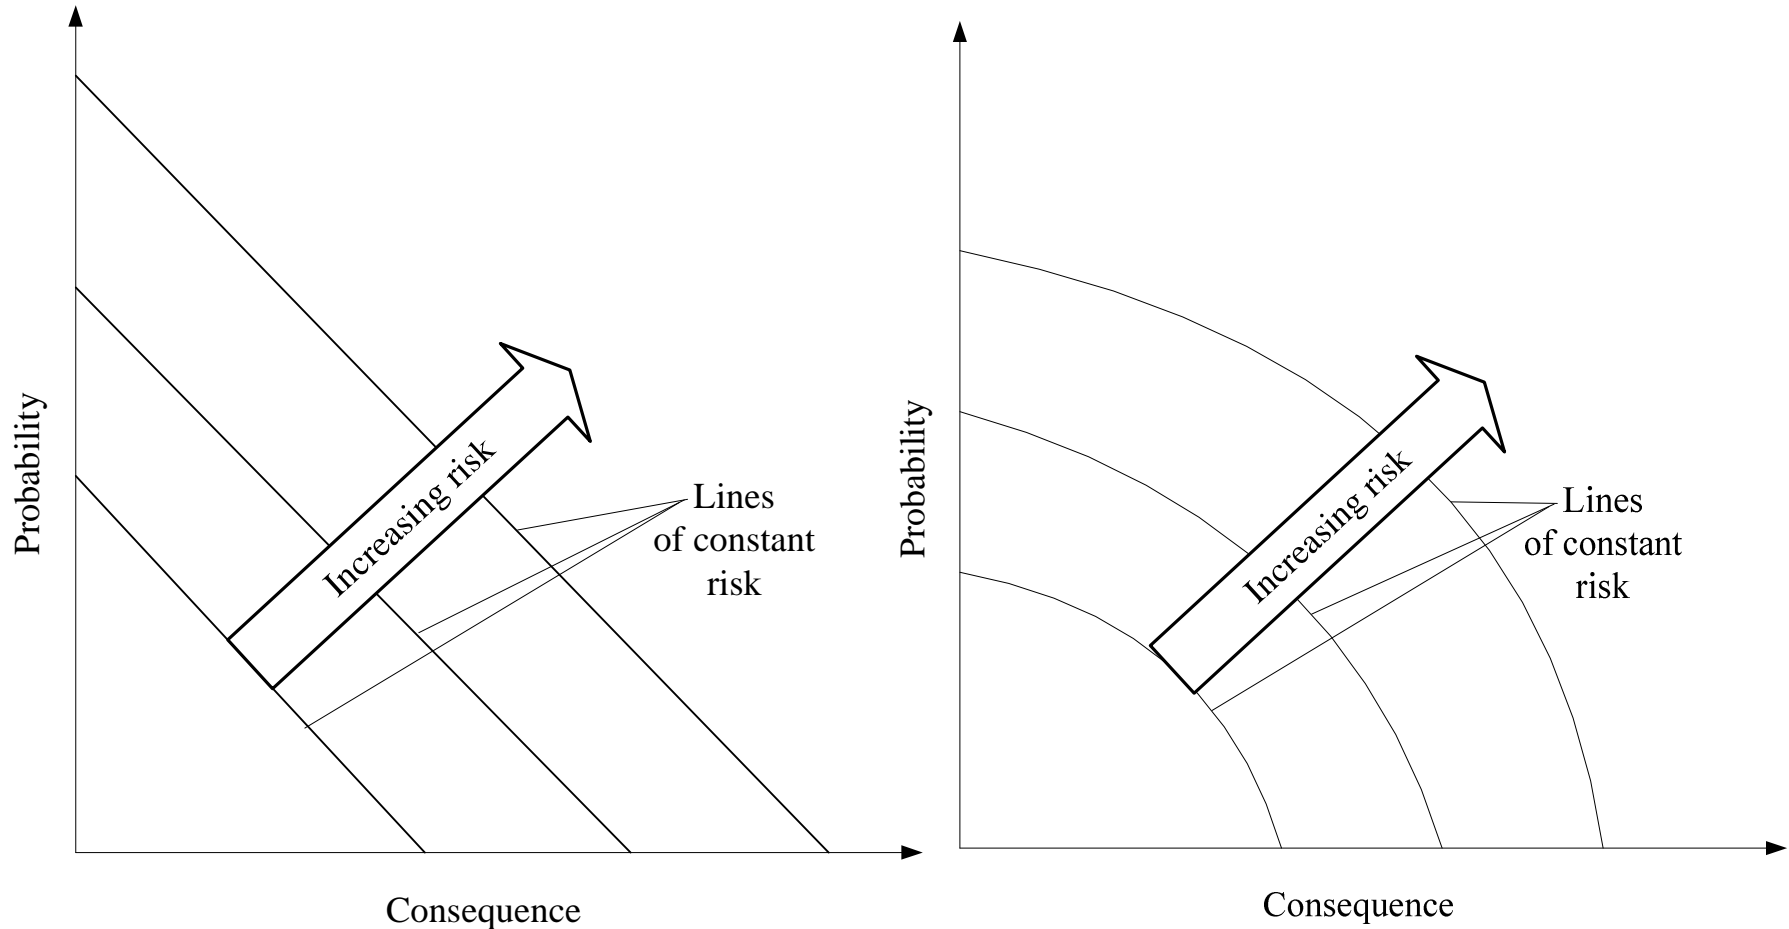 Probability
Increasing risk
Lines
of constant
risk
Consequence
Probability
Increasing risk
Lines
of constant
risk
Consequence